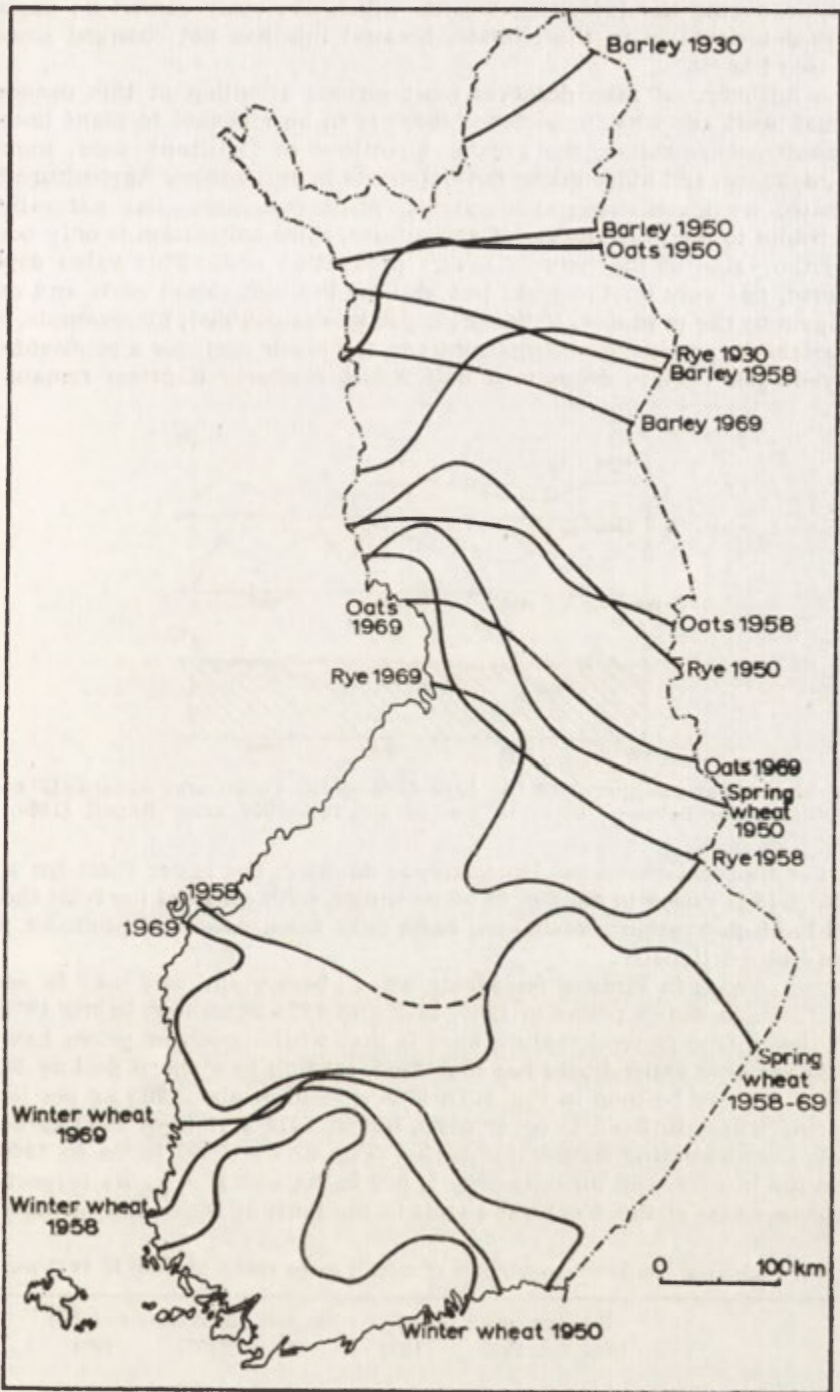 Barley 1930
Barley 1950
Oats 1950
Rye 1930
Barley 1958
Barley 1969
Oats
1969
Oats 1958
Rye 1950
Rye 1969
Oats 1969
Spring
wheat
1950
Rye 1958
1958
1969
Spring
wheat
1958-69
Winter wheat
1969
Winter wheat
1958
0 100km
Winter wheat 1950